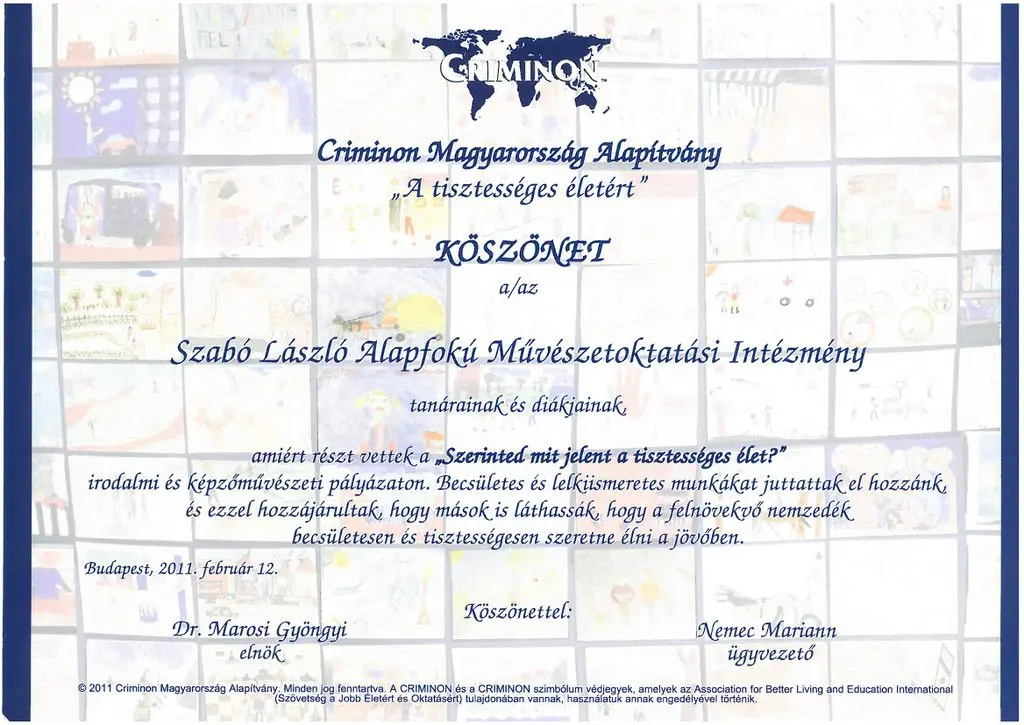 CRIMINON™
Criminon Magyarország Alapítvány
„A tisztességes életért”
KÖSZÖNET
a/az
Szabó László Alapfokú Művészetoktatási Intézmény
tanárainak és diákjainak,
amiért részt vettek a „Szerinted mit jelent a tisztességes élet?”
irodalmi és képzőművészeti pályázaton. Becsületes és lelkiismeretes munkákat juttattak el hozzánk,
és ezzel hozzájárultak, hogy mások is láthassák, hogy a felnövekvő nemzedék
becsületesen és tisztességesen szeretne élni a jövőben.
Budapest, 2011. február 12.
Köszönettel:
Dr. Marosi Gyöngyi
elnök
Nemec Mariann
ügyvezető
© 2011 Criminon Magyarország Alapítvány. Minden jog fenntartva. A CRIMINON és a CRIMINON szimbólum védjegyek, amelyek az Association for Better Living and Education International
(Szövetség a Jobb Életért és Oktatásért) tulajdonában vannak, használatuk annak engedélyével történik.